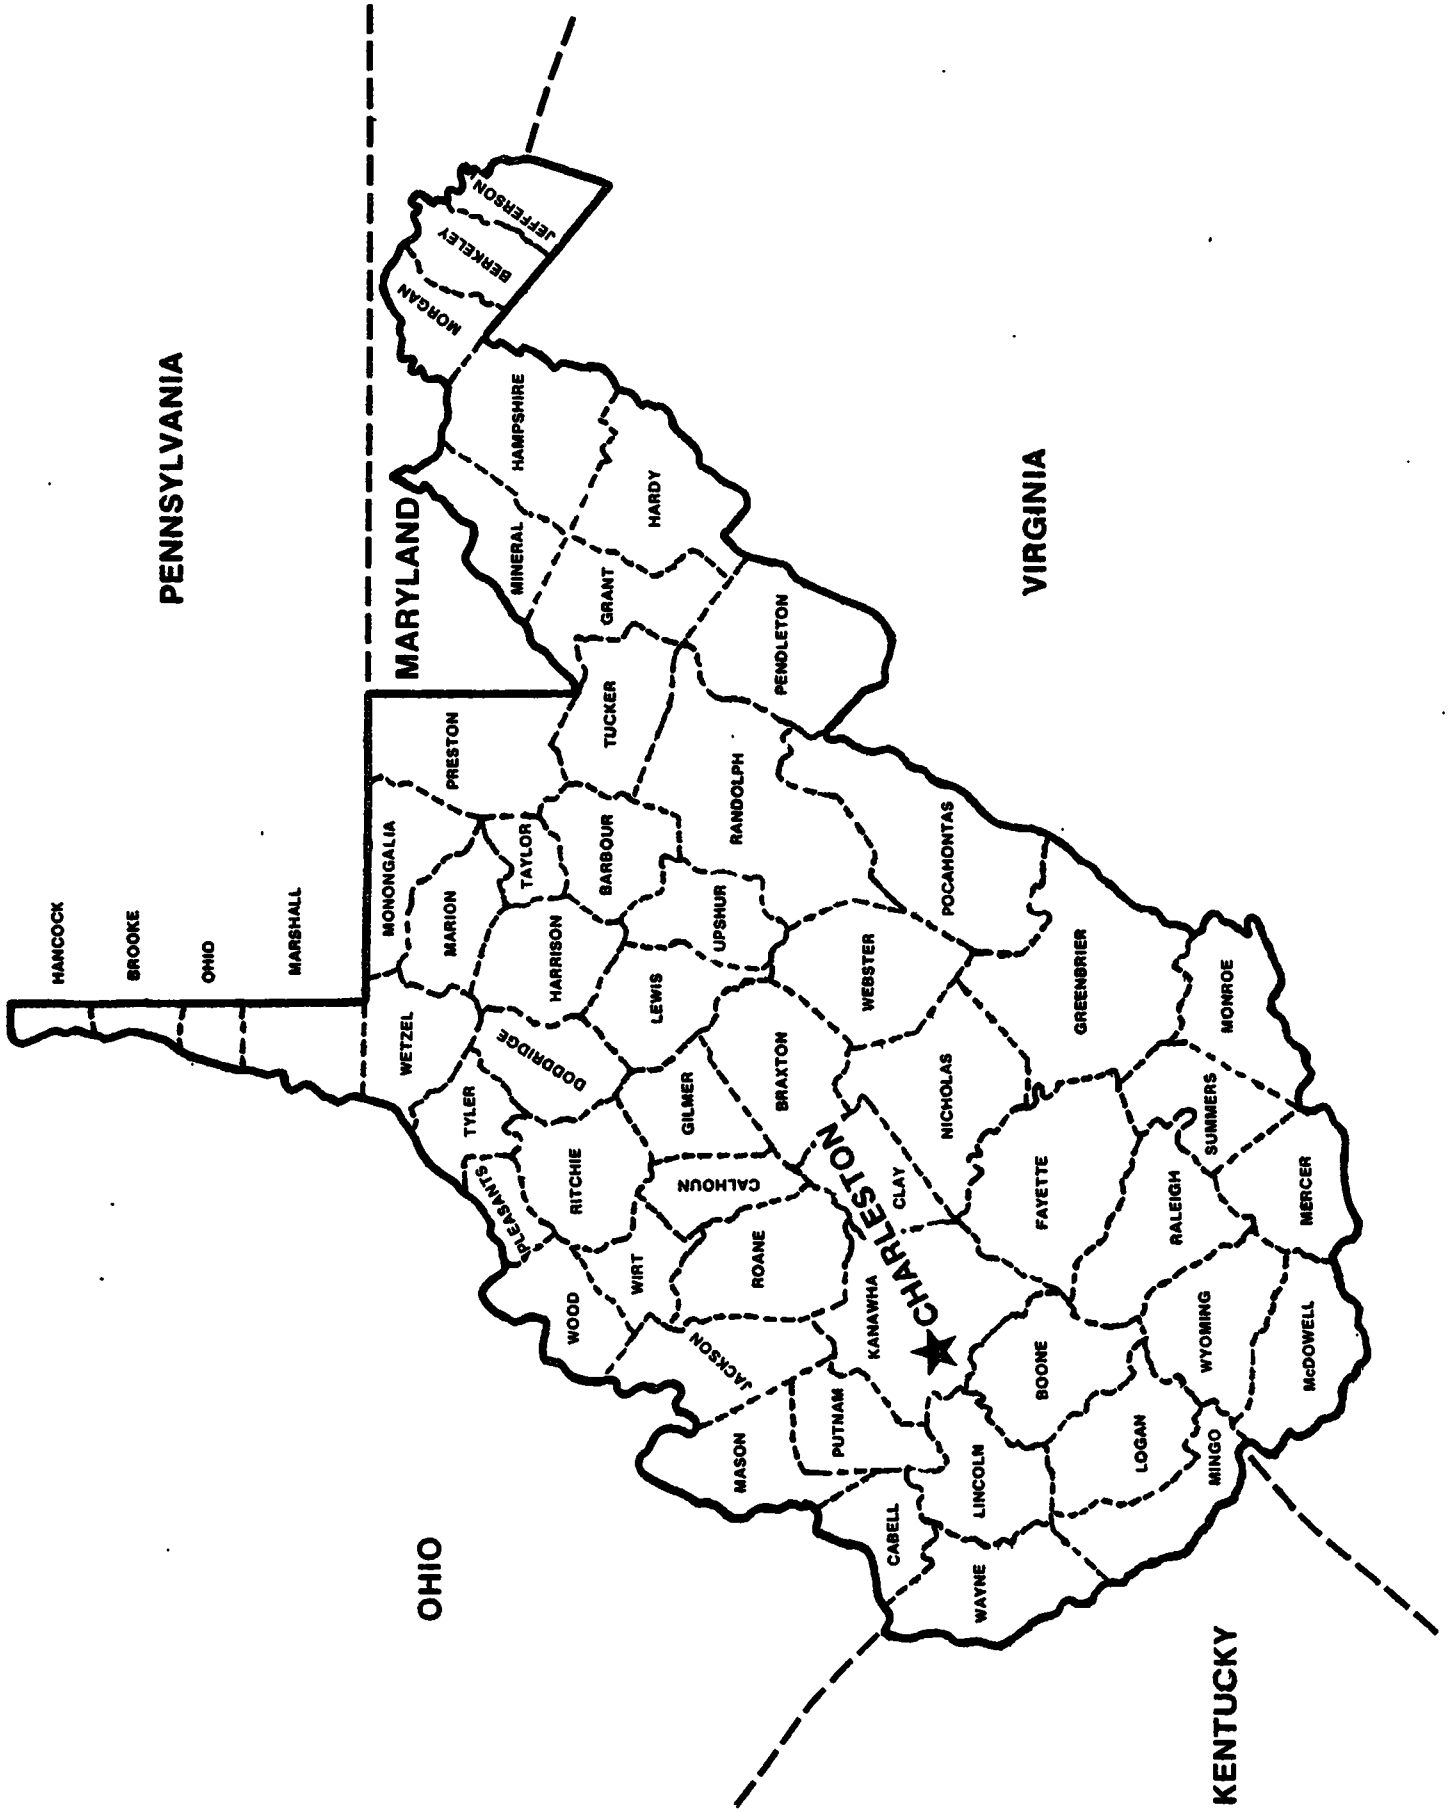 HANCOCK
BROOKE
OHIO
MARSHALL
PENNSYLVANIA
MARYLAND
OHIO
VIRGINIA
KENTUCKY
WETZEL
MONONGALIA
MARION
PRESTON
TYLER
PLEASANTS
DODDRIDGE
HARRISON
TAYLOR
BARBOUR
TUCKER
GRANT
MINERAL
HAMPSHIRE
MORGAN
BERKELEY
JEFFERSON
HARDY
PENDLETON
RANDOLPH
UPSHUR
LEWIS
GILMER
RITCHIE
WOOD
WIRT
CALHOUN
ROANE
JACKSON
MASON
PUTNAM
KANAWHA
CHARLESTON
CLAY
BRAXTON
WEBSTER
POCAHONTAS
NICHOLAS
GREENBRIER
FAYETTE
MONROE
SUMMERS
RALEIGH
MERCER
WYOMING
McDOWELL
BOONE
LOGAN
MINGO
LINCOLN
CABELL
WAYNE